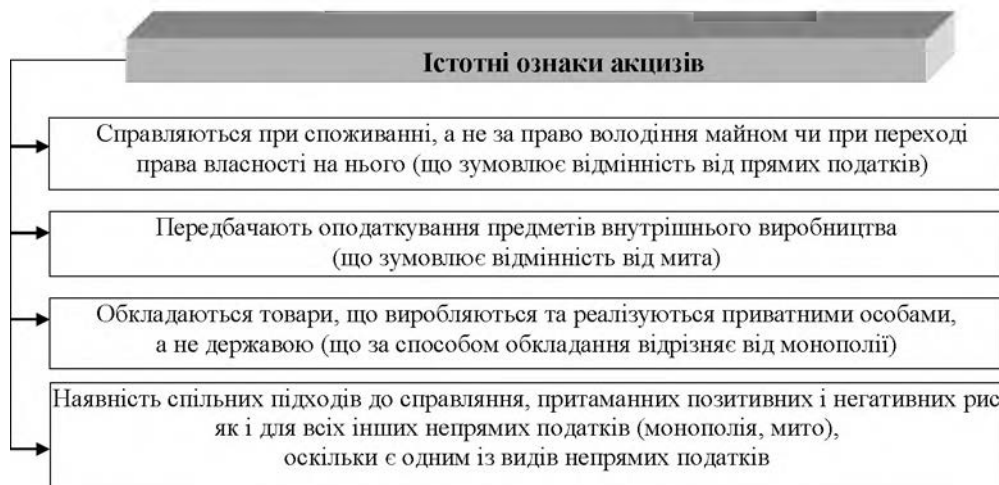 Істотні ознаки акцизів
Справляються при споживанні, а не за право володіння майном чи при переході
права власності на нього (що зумовлює відмінність від прямих податків)
Передбачають оподаткування предметів внутрішнього виробництва
(що зумовлює відмінність від мита)
Обкладаються товари, що виробляються та реалізуються приватними особами,
а не державою (що за способом обкладання відрізняє від монополії)
Наявність спільних підходів до справляння, притаманних позитивних і негативних рис
як і для всіх інших непрямих податків (монополія, мито),
оскільки є одним із видів непрямих податків